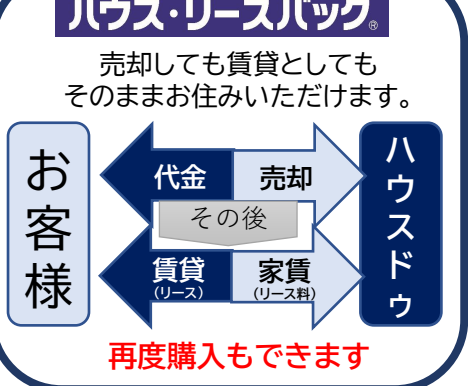 ハウス・リースバック®
売却しても賃貸としても
そのままお住みいただけます。
お客様
代金
売却
ハウスドゥ
その後
賃貸
(リース)
家賃
(リース料)
再度購入もできます